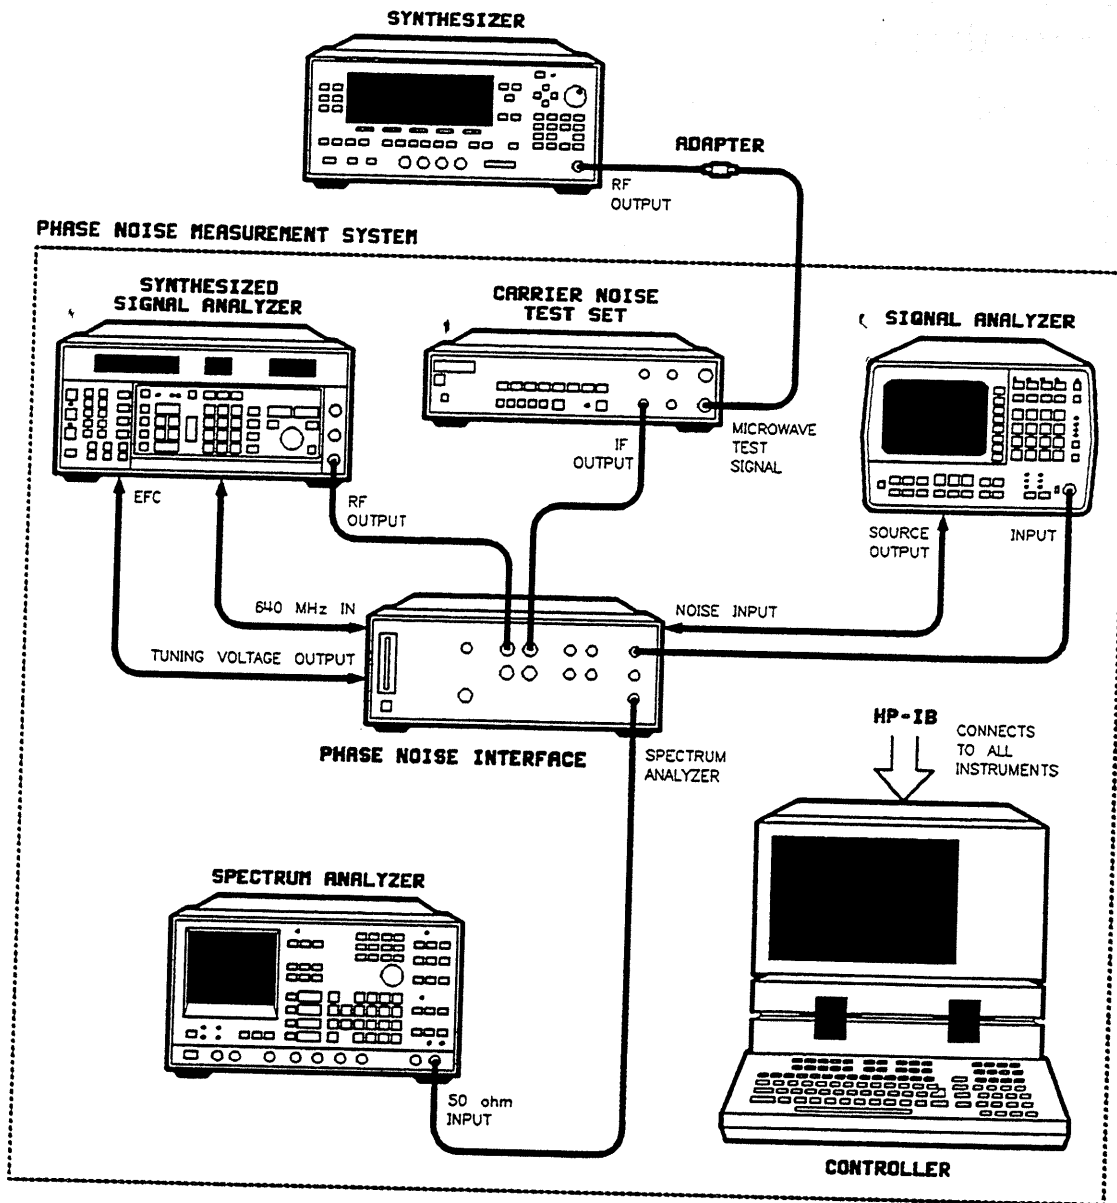 SYNTHESIZER
ADAPTER
RF
OUTPUT
PHASE NOISE MEASUREMENT SYSTEM
SYNTHESIZED
SIGNAL ANALYZER
CARRIER NOISE
TEST SET
SIGNAL ANALYZER
EFC
RF
OUTPUT
IF
OUTPUT
MICROWAVE
TEST
SIGNAL
SOURCE
OUTPUT
INPUT
640 MHz IN
NOISE INPUT
TUNING VOLTAGE OUTPUT
PHASE NOISE INTERFACE
SPECTRUM
ANALYZER
HP-IB
CONNECTS
TO ALL
INSTRUMENTS
SPECTRUM ANALYZER
50 ohm
INPUT
CONTROLLER